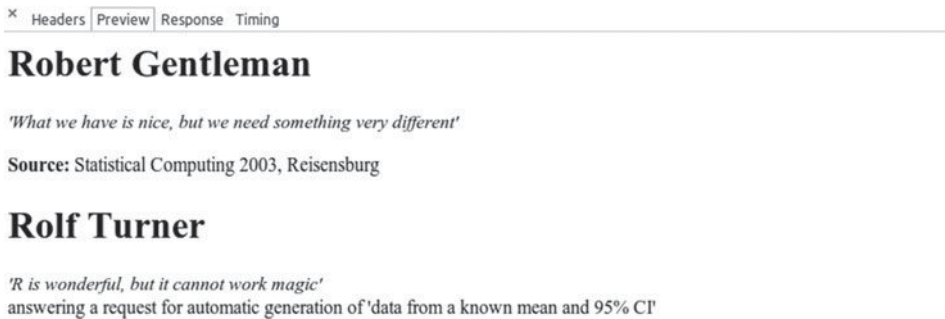 × Headers Preview Response Timing
Robert Gentleman
'What we have is nice, but we need something very different'
Source: Statistical Computing 2003, Reisensburg
Rolf Turner
'R is wonderful, but it cannot work magic'
answering a request for automatic generation of 'data from a known mean and 95% CI'